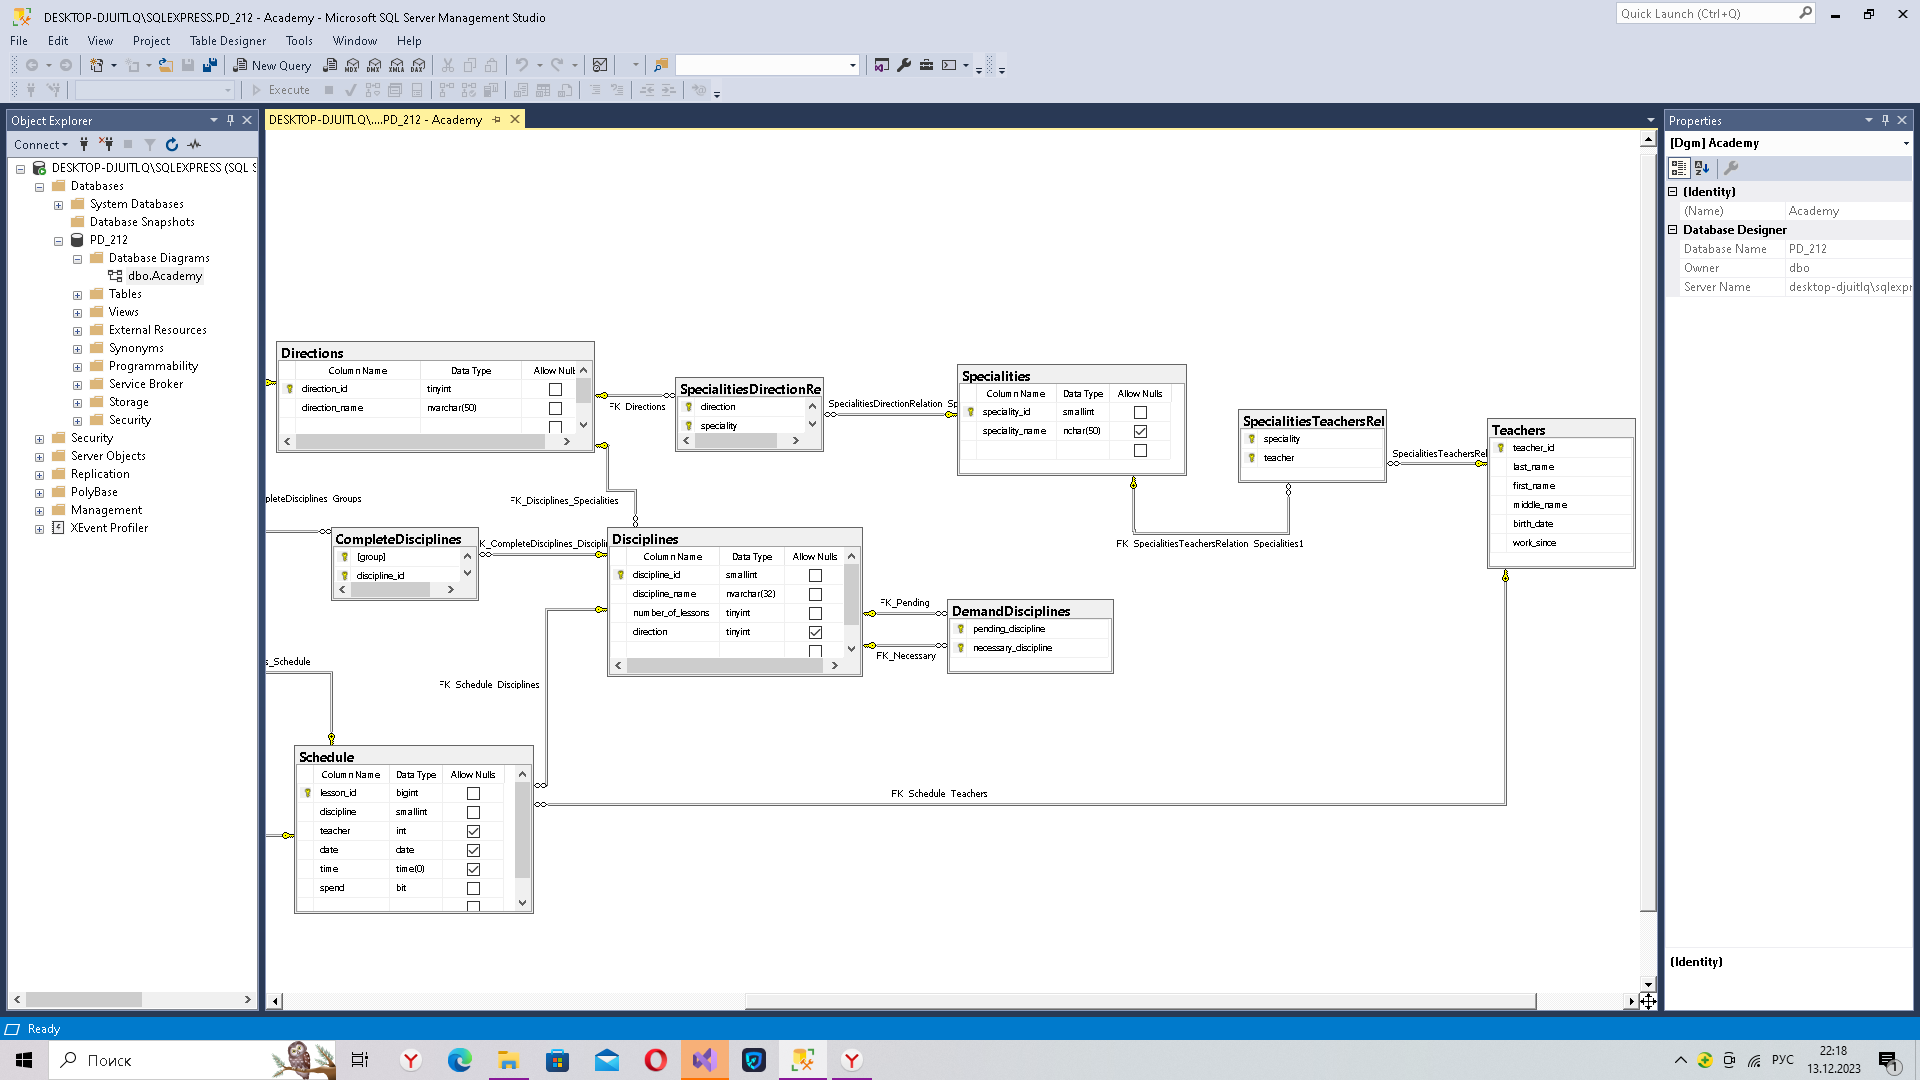 DESKTOP-DJUITLQ\SQLEXPRESS.PD_212 - Academy - Microsoft SQL Server Management Studio
Quick Launch (Ctrl+Q)
File Edit View Project Table Designer Tools Window Help
New Query
MDX DMX XMLA DAX
Execute
Object Explorer
Connect
DESKTOP-DJUITLQ\SQLEXPRESS (SQL S
Databases
System Databases
Database Snapshots
PD_212
Database Diagrams
dbo.Academy
Tables
Views
External Resources
Synonyms
Programmability
Service Broker
Storage
Security
Security
Server Objects
Replication
PolyBase
Management
XEvent Profiler
DESKTOP-DJUITLQ\....PD_212 - Academy
Directions
Column Name Data Type Allow Null
direction_id tinyint
direction_name nvarchar(50)
FK_Directions
SpecialitiesDirectionRe
direction
speciality
SpecialitiesDirectionRelation_Sp
Specialities
Column Name Data Type Allow Nulls
speciality_id smallint
speciality_name nchar(50)
SpecialitiesTeachersRel
speciality
teacher
SpecialitiesTeachersRel
Teachers
teacher_id
last_name
first_name
middle_name
birth_date
work_since
FK_SpecialitiesTeachersRelation_Specialities1
pleteDisciplines_Groups
FK_Disciplines_Specialities
CompleteDisciplines
[group]
discipline_id
K_CompleteDisciplines_Disciplin
Disciplines
Column Name Data Type Allow Nulls
discipline_id smallint
discipline_name nvarchar(32)
number_of_lessons tinyint
direction tinyint
FK_Pending
FK_Necessary
DemandDisciplines
pending_discipline
necessary_discipline
s_Schedule
FK_Schedule_Disciplines
Schedule
Column Name Data Type Allow Nulls
lesson_id bigint
discipline smallint
teacher int
date date
time time(0)
spend bit
FK_Schedule_Teachers
Properties
[Dgm] Academy
(Identity)
(Name) Academy
Database Designer
Database Name PD_212
Owner dbo
Server Name desktop-djuitlq\sqlexpr
(Identity)
Ready
Поиск
РУС
22:18
13.12.2023
1